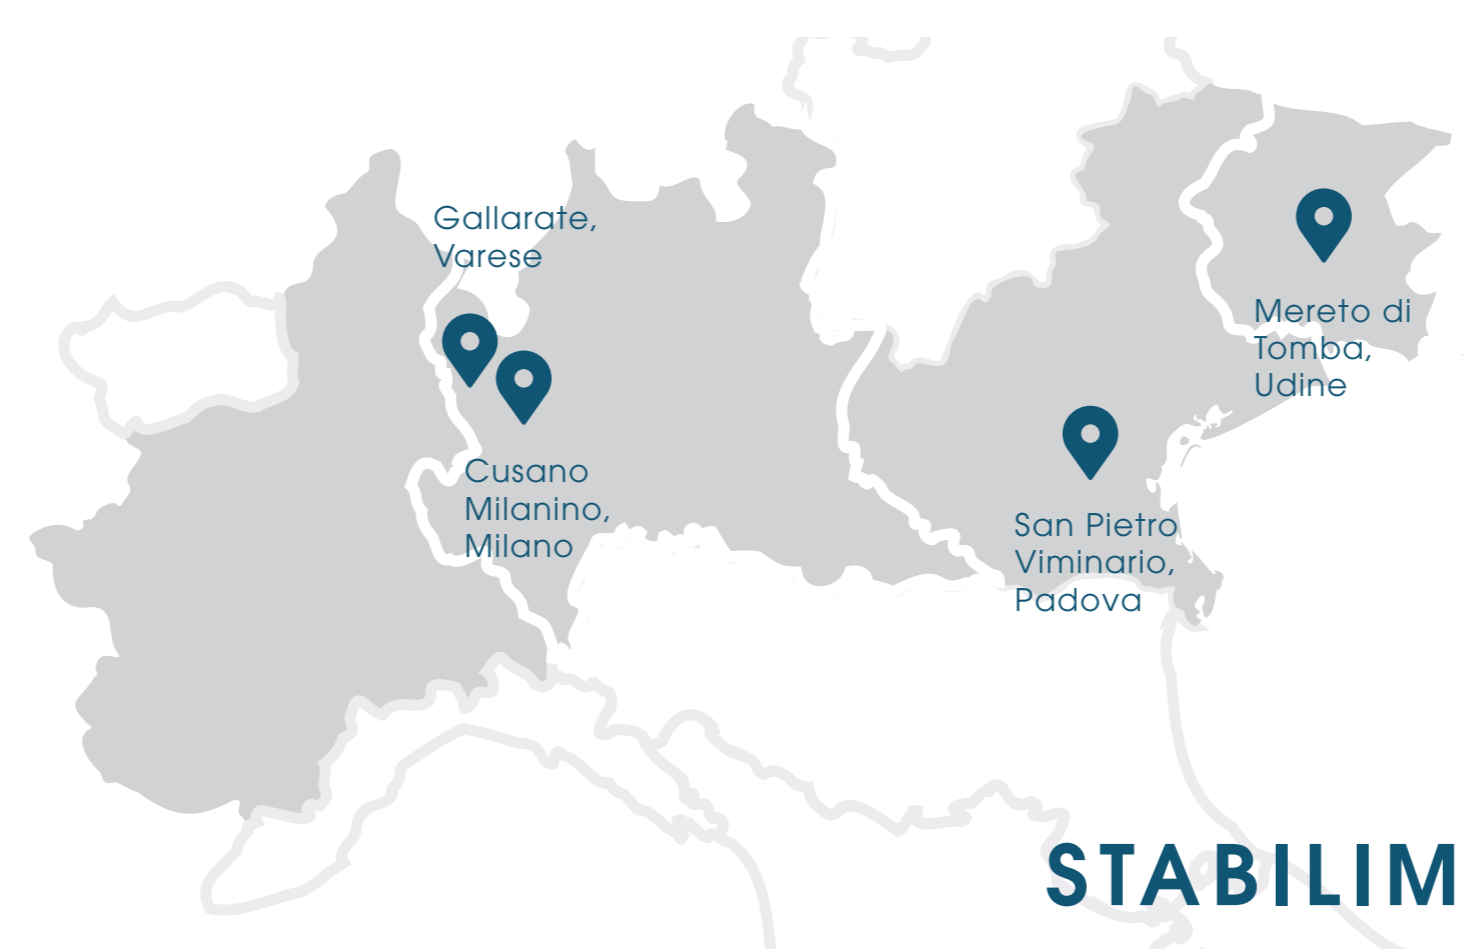 Gallarate,
Varese
Mereto di
Tomba,
Udine
Cusano
Milanino,
Milano
San Pietro
Viminario,
Padova
STABILIM